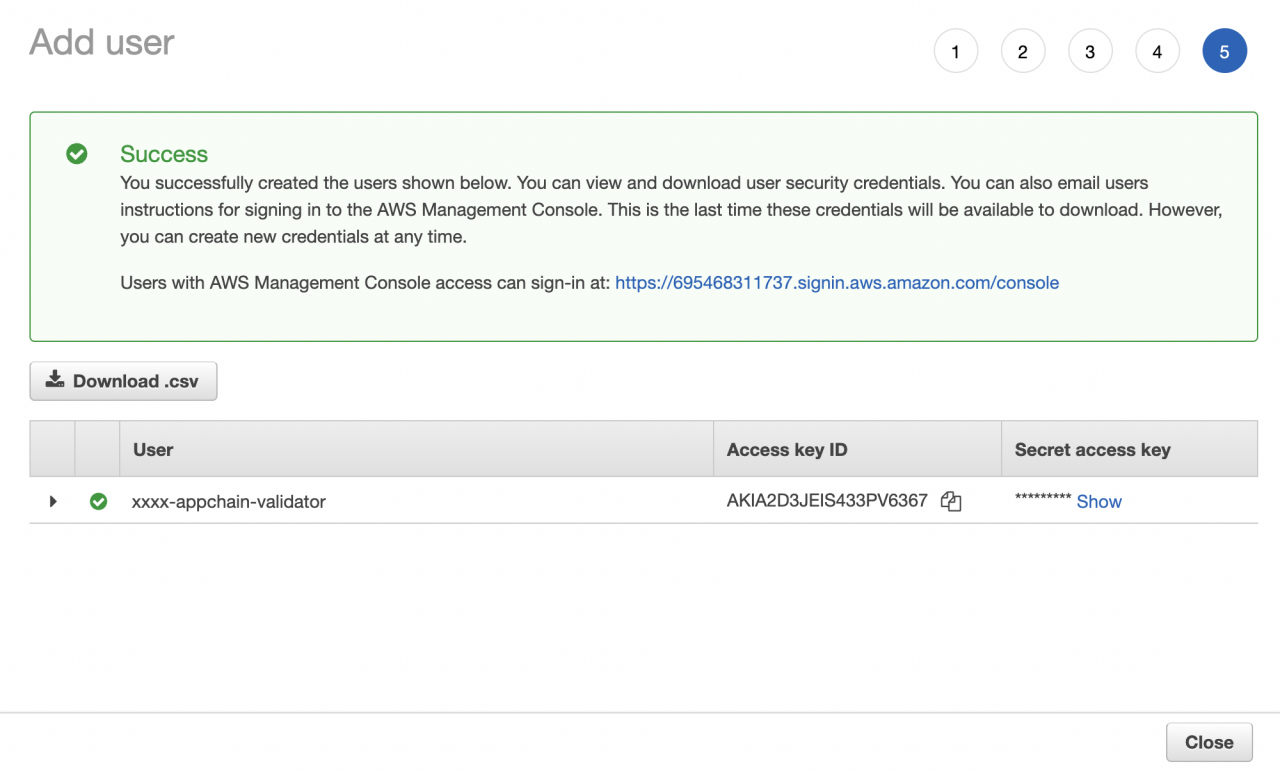 Add user
1 2 3 4 5
Success
You successfully created the users shown below. You can view and download user security credentials. You can also email users
instructions for signing in to the AWS Management Console. This is the last time these credentials will be available to download. However,
you can create new credentials at any time.
Users with AWS Management Console access can sign-in at: https://695468311737.signin.aws.amazon.com/console
Download .csv
User Access key ID Secret access key
xxxx-appchain-validator AKIA2D3JEIS433PV6367 ********* Show
Close